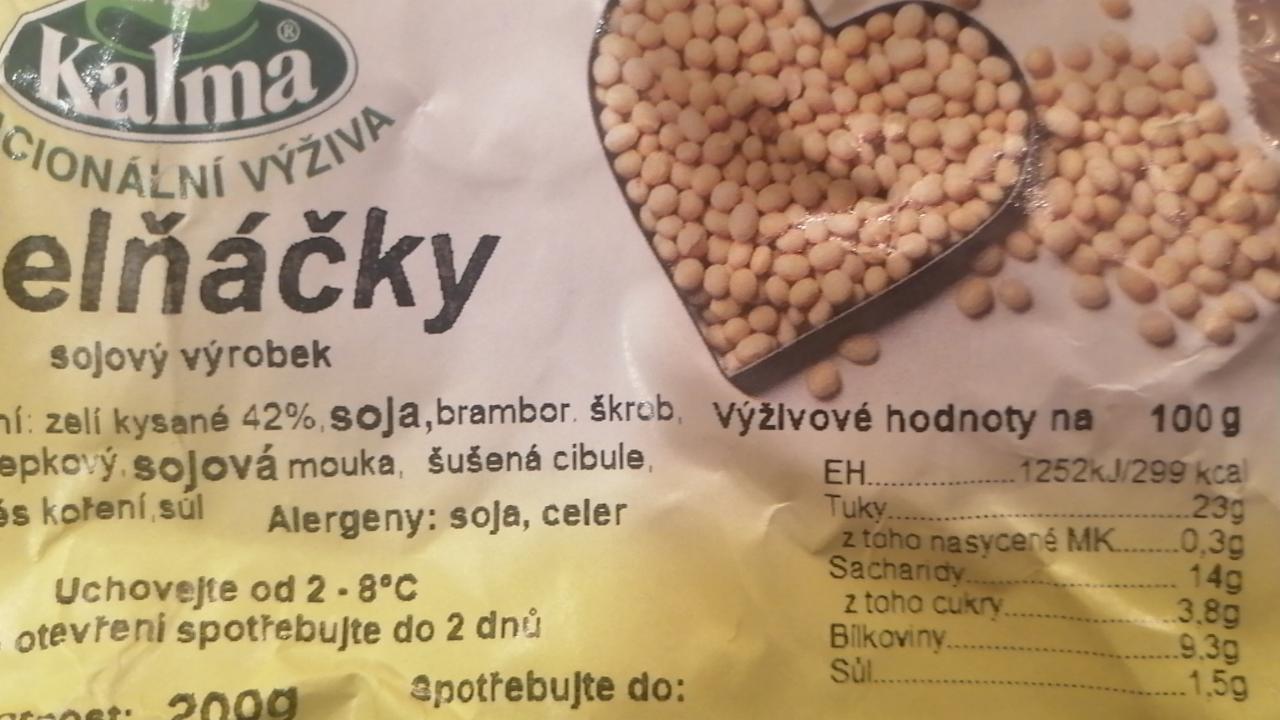 Kalma®
CIONÁLNÍ VÝŽIVA
elňáčky
sojový výrobek
ní: zelí kysané 42%, soja, brambor. škrob,
epkový, sojová mouka, šušená cibule,
ěs koření, sůl
Alergeny: soja, celer
Uchovejte od 2 - 8°C
otevření spotřebujte do 2 dnů
200g
Spotřebujte do:
Výživové hodnoty na 100 g
EH....................1252kJ/299 kcal
Tuky....................23g
z toho nasycené MK........0,3g
Sacharidy.................... 14g
z toho cukry....................3,8g
Bílkoviny....................9,3g
Sůl....................1,5g